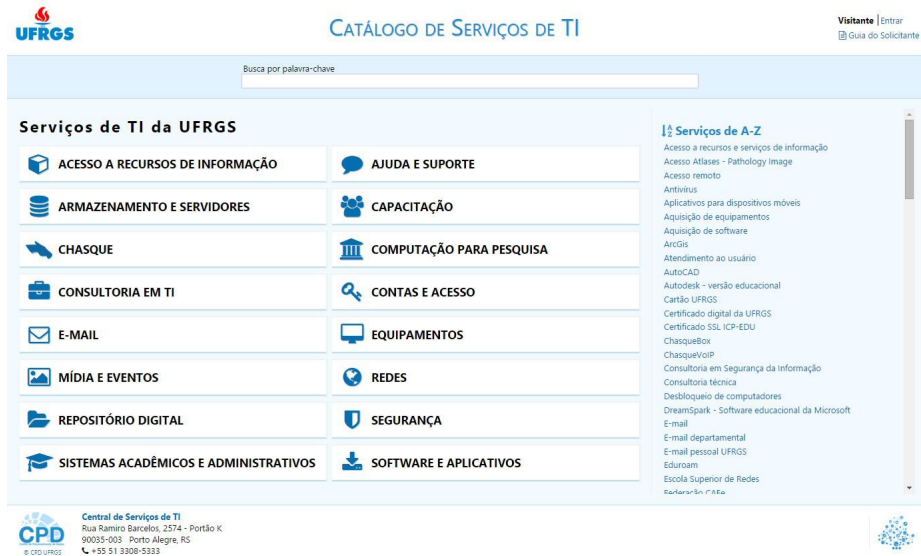 UFRGS
CATÁLOGO DE SERVIÇOS DE TI
Visitante | Entrar
Guia do Solicitante
Busca por palavra-chave
Serviços de TI da UFRGS
ACESSO A RECURSOS DE INFORMAÇÃO
AJUDA E SUPORTE
ARMAZENAMENTO E SERVIDORES
CAPACITAÇÃO
CHASQUE
COMPUTAÇÃO PARA PESQUISA
CONSULTORIA EM TI
CONTAS E ACESSO
E-MAIL
EQUIPAMENTOS
MÍDIA E EVENTOS
REDES
REPOSITÓRIO DIGITAL
SEGURANÇA
SISTEMAS ACADÊMICOS E ADMINISTRATIVOS
SOFTWARE E APLICATIVOS
Serviços de A-Z
Acesso a recursos e serviços de informação
Acesso Atlases - Pathology Image
Acesso remoto
Antivírus
Aplicativos para dispositivos móveis
Aquisição de equipamentos
Aquisição de software
ArcGis
Atendimento ao usuário
AutoCAD
Autodesk - versão educacional
Cartão UFRGS
Certificado digital da UFRGS
Certificado SSL ICP-EDU
ChasqueBox
ChasqueVoIP
Consultoria em Segurança da Informação
Consultoria técnica
Desbloqueio de computadores
DreamSpark - Software educacional da Microsoft
E-mail
E-mail departamental
E-mail pessoal UFRGS
Eduroam
Escola Superior de Redes
Federação CAFe
CPD
© CPD UFRGS
Central de Serviços de TI
Rua Ramiro Barcelos, 2574 - Portão K
90035-003 Porto Alegre, RS
+55 51 3308-5333